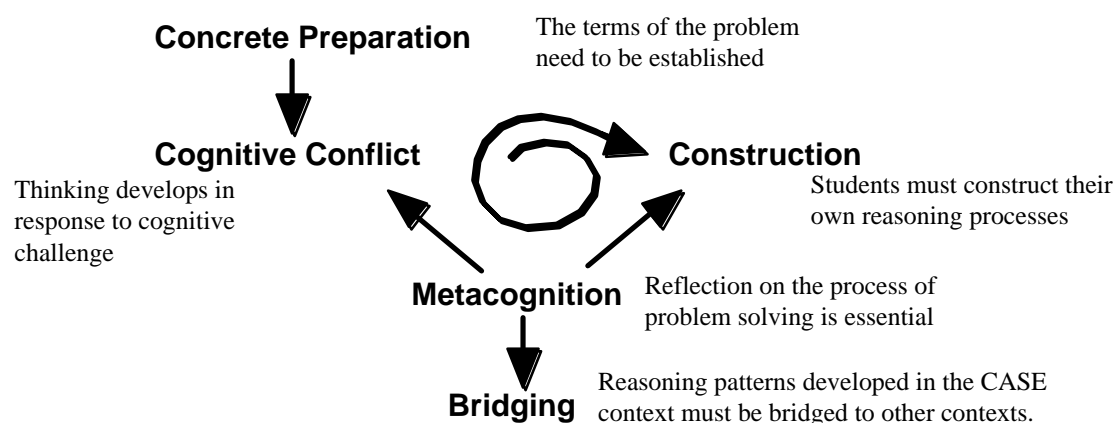 Concrete Preparation
The terms of the problem
need to be established
Cognitive Conflict
Thinking develops in
response to cognitive
challenge
Construction
Students must construct their
own reasoning processes
Metacognition
Reflection on the process of
problem solving is essential
Bridging
Reasoning patterns developed in the CASE
context must be bridged to other contexts.